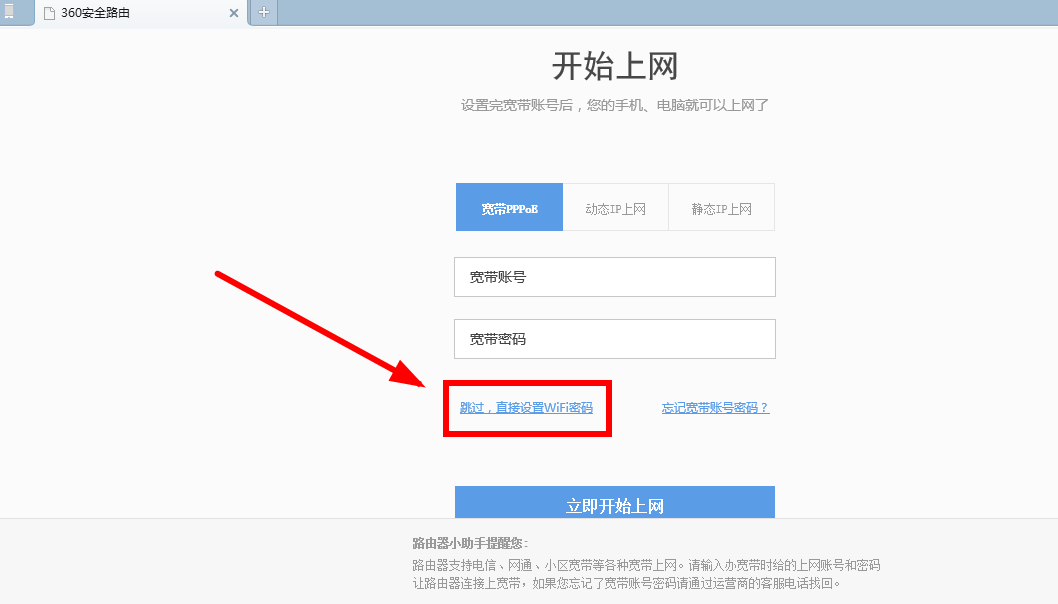 360安全路由
开始上网
设置完宽带账号后，您的手机、电脑就可以上网了
宽带PPPoE 动态IP上网 静态IP上网
宽带账号
宽带密码
跳过，直接设置WiFi密码 忘记宽带账号密码？
立即开始上网
路由器小助手提醒您：
路由器支持电信、网通、小区宽带等各种宽带上网。请输入办宽带时给的上网账号和密码
让路由器连接上宽带，如果您忘记了宽带账号密码请通过运营商的客服电话找回。